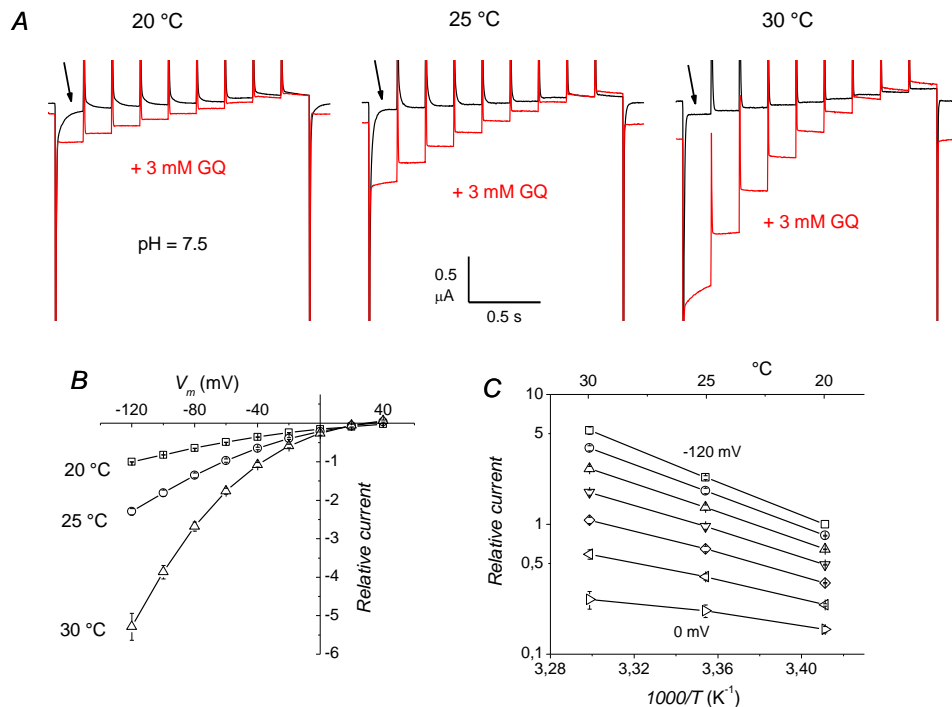 A
20 °C
25 °C
30 °C
+ 3 mM GQ
+ 3 mM GQ
+ 3 mM GQ
pH = 7.5
0.5
µA
0.5 s
B
Vm (mV)
-120
-80
-40
0
40
20 °C
25 °C
30 °C
-1
-2
-3
-4
-5
-6
Relative current
C
°C
30
25
20
10
5
1
0,5
0,1
-120 mV
0 mV
Relative current
3,28
3,32
3,36
3,40
1000/T (K-1)